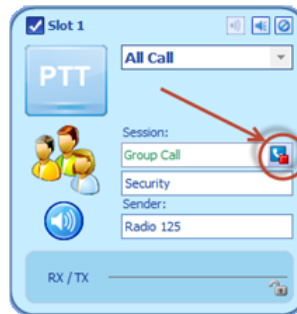 Slot 1
PTT
All Call
Session:
Group Call
Security
Sender:
Radio 125
RX / TX